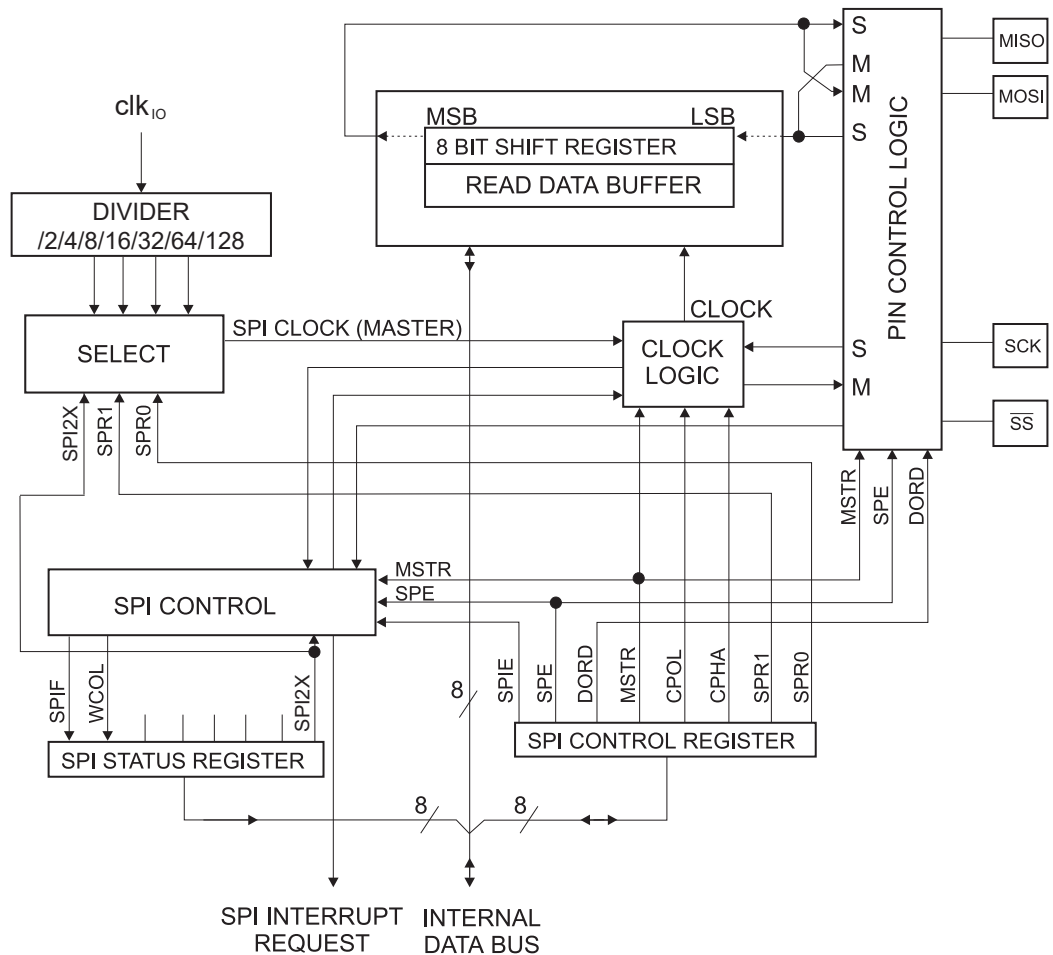 S
MISO
M
M
MOSI
clk IO
MSB
LSB
S
8 BIT SHIFT REGISTER
READ DATA BUFFER
PIN CONTROL LOGIC
DIVIDER
/2/4/8/16/32/64/128
CLOCK
SPI CLOCK (MASTER)
SELECT
CLOCK
LOGIC
S
SCK
M
SPI2X
SPR1
SPR0
SS
MSTR
SPE
DORD
MSTR
SPE
SPI CONTROL
SPIF
WCOL
SPI2X
8
SPIE
SPE
DORD
MSTR
CPOL
CPHA
SPR1
SPR0
SPI STATUS REGISTER
SPI CONTROL REGISTER
8
8
SPI INTERRUPT
REQUEST
INTERNAL
DATA BUS